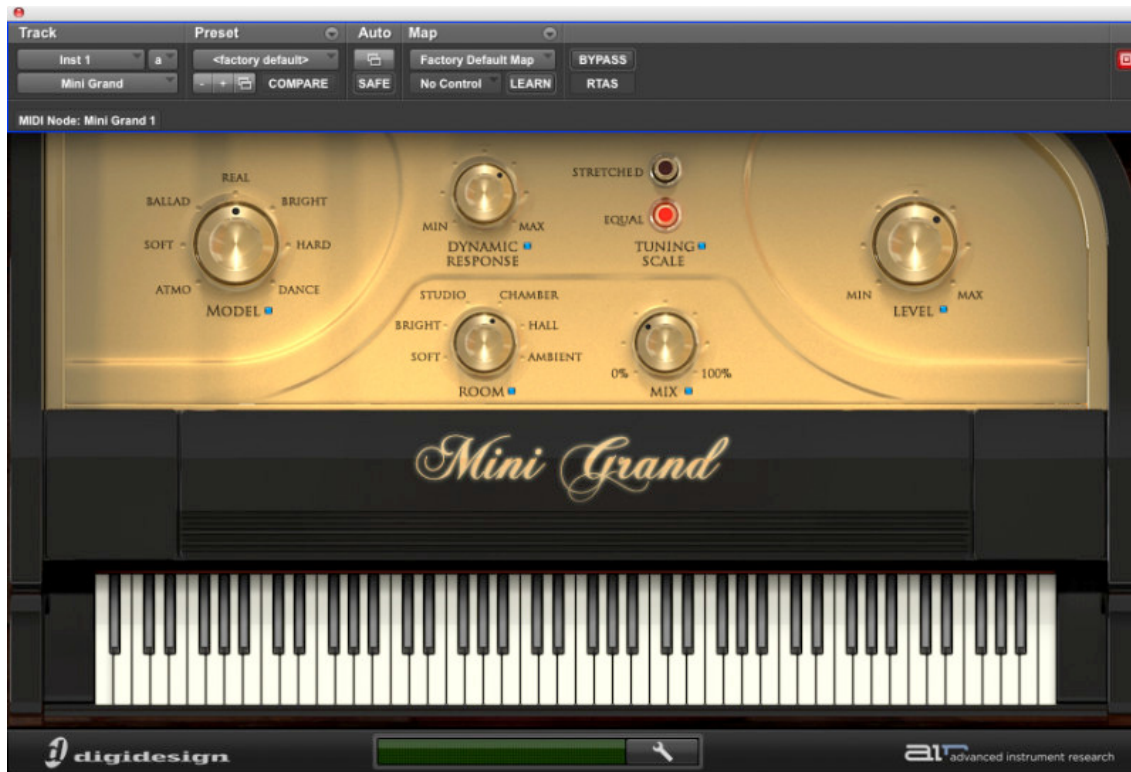 Track Preset Auto Map
Inst 1 a <factory default> Factory Default Map BYPASS
Mini Grand - + COMPARE SAFE No Control LEARN RTAS
MIDI Node: Mini Grand 1
REAL
BALLAD BRIGHT
SOFT HARD
ATMO DANCE
MODEL
MIN MAX
DYNAMIC
RESPONSE
STRETCHED
EQUAL
TUNING
SCALE
STUDIO CHAMBER
BRIGHT HALL
SOFT AMBIENT
ROOM
0% 100%
MIX
MIN MAX
LEVEL
Mini Grand
digidesign
AIR advanced instrument research